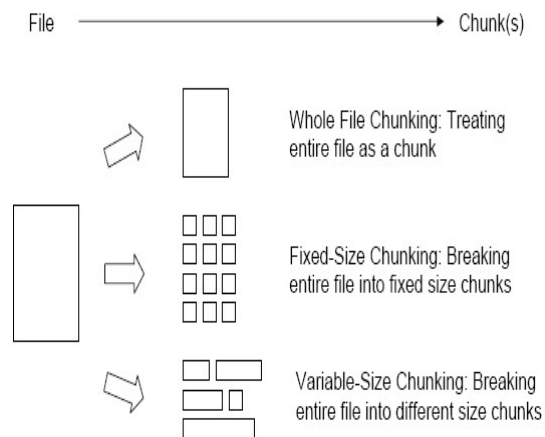 File
Chunk(s)
Whole File Chunking: Treating
entire file as a chunk
Fixed-Size Chunking: Breaking
entire file into fixed size chunks
Variable-Size Chunking: Breaking
entire file into different size chunks